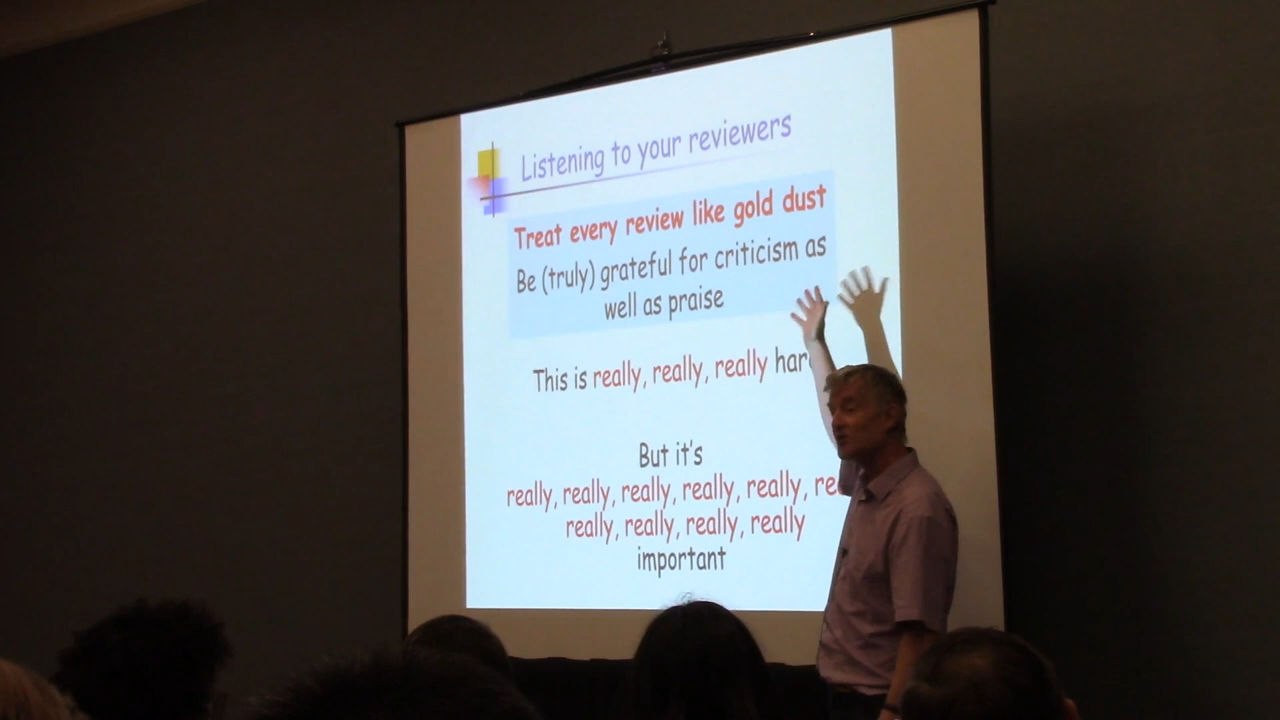 Listening to your reviewers
Treat every review like gold dust
Be (truly) grateful for criticism as
well as praise
This is really, really, really
But it's
really, really, really, really, really,
really, really, really, really
important